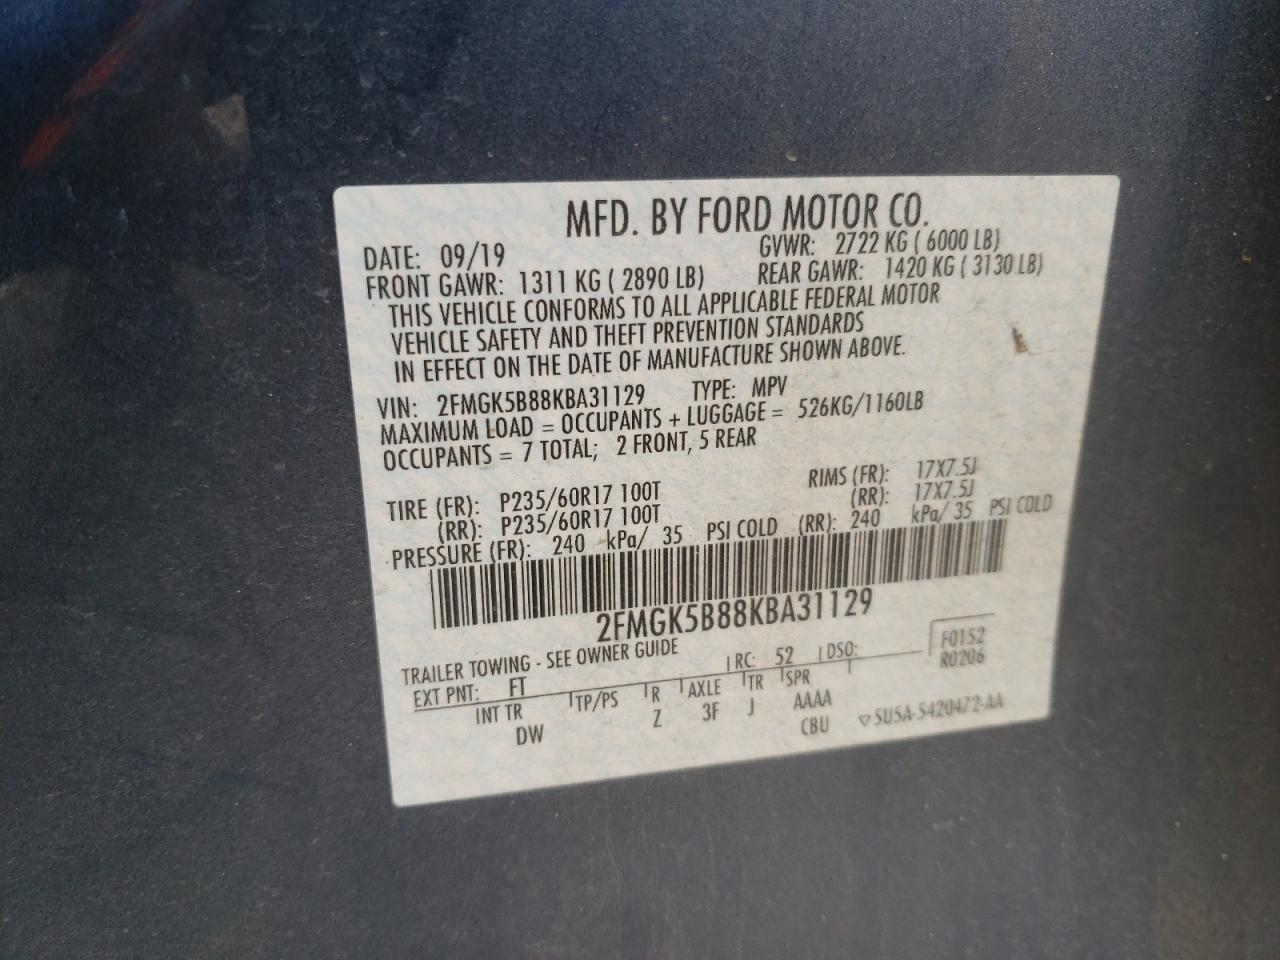 MFD. BY FORD MOTOR CO.
DATE: 09/19 GVWR: 2722 KG ( 6000 LB)
FRONT GAWR: 1311 KG ( 2890 LB) REAR GAWR: 1420 KG ( 3130 LB)
THIS VEHICLE CONFORMS TO ALL APPLICABLE FEDERAL MOTOR
VEHICLE SAFETY AND THEFT PREVENTION STANDARDS
IN EFFECT ON THE DATE OF MANUFACTURE SHOWN ABOVE.
VIN: 2FMGK5B88KBA31129 TYPE: MPV
MAXIMUM LOAD = OCCUPANTS + LUGGAGE = 526KG/1160LB
OCCUPANTS = 7 TOTAL; 2 FRONT, 5 REAR
TIRE (FR): P235/60R17 100T RIMS (FR): 17X7.5J
(RR): P235/60R17 100T (RR): 17X7.5J
PRESSURE (FR): 240 kPa/ 35 PSI COLD (RR): 240 kPa/ 35 PSI COLD
2FMGK5B88KBA31129
TRAILER TOWING - SEE OWNER GUIDE
F0152
EXT PNT: FT RC: 52 DSO: R0206
INT TR TP/PS R AXLE TR SPR
DW Z 3F J AAAA
CBU ▽5U5A-5420472-AA